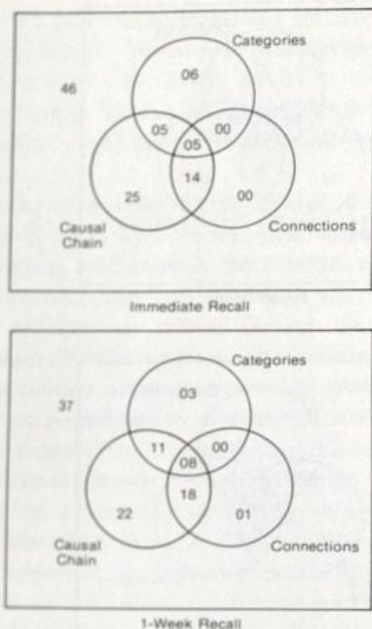 Categories
46
06
05
00
05
14
25
00
Causal
Chain
Connections
Immediate Recall
Categories
37
03
11
00
08
18
22
01
Causal
Chain
Connections
1-Week Recall